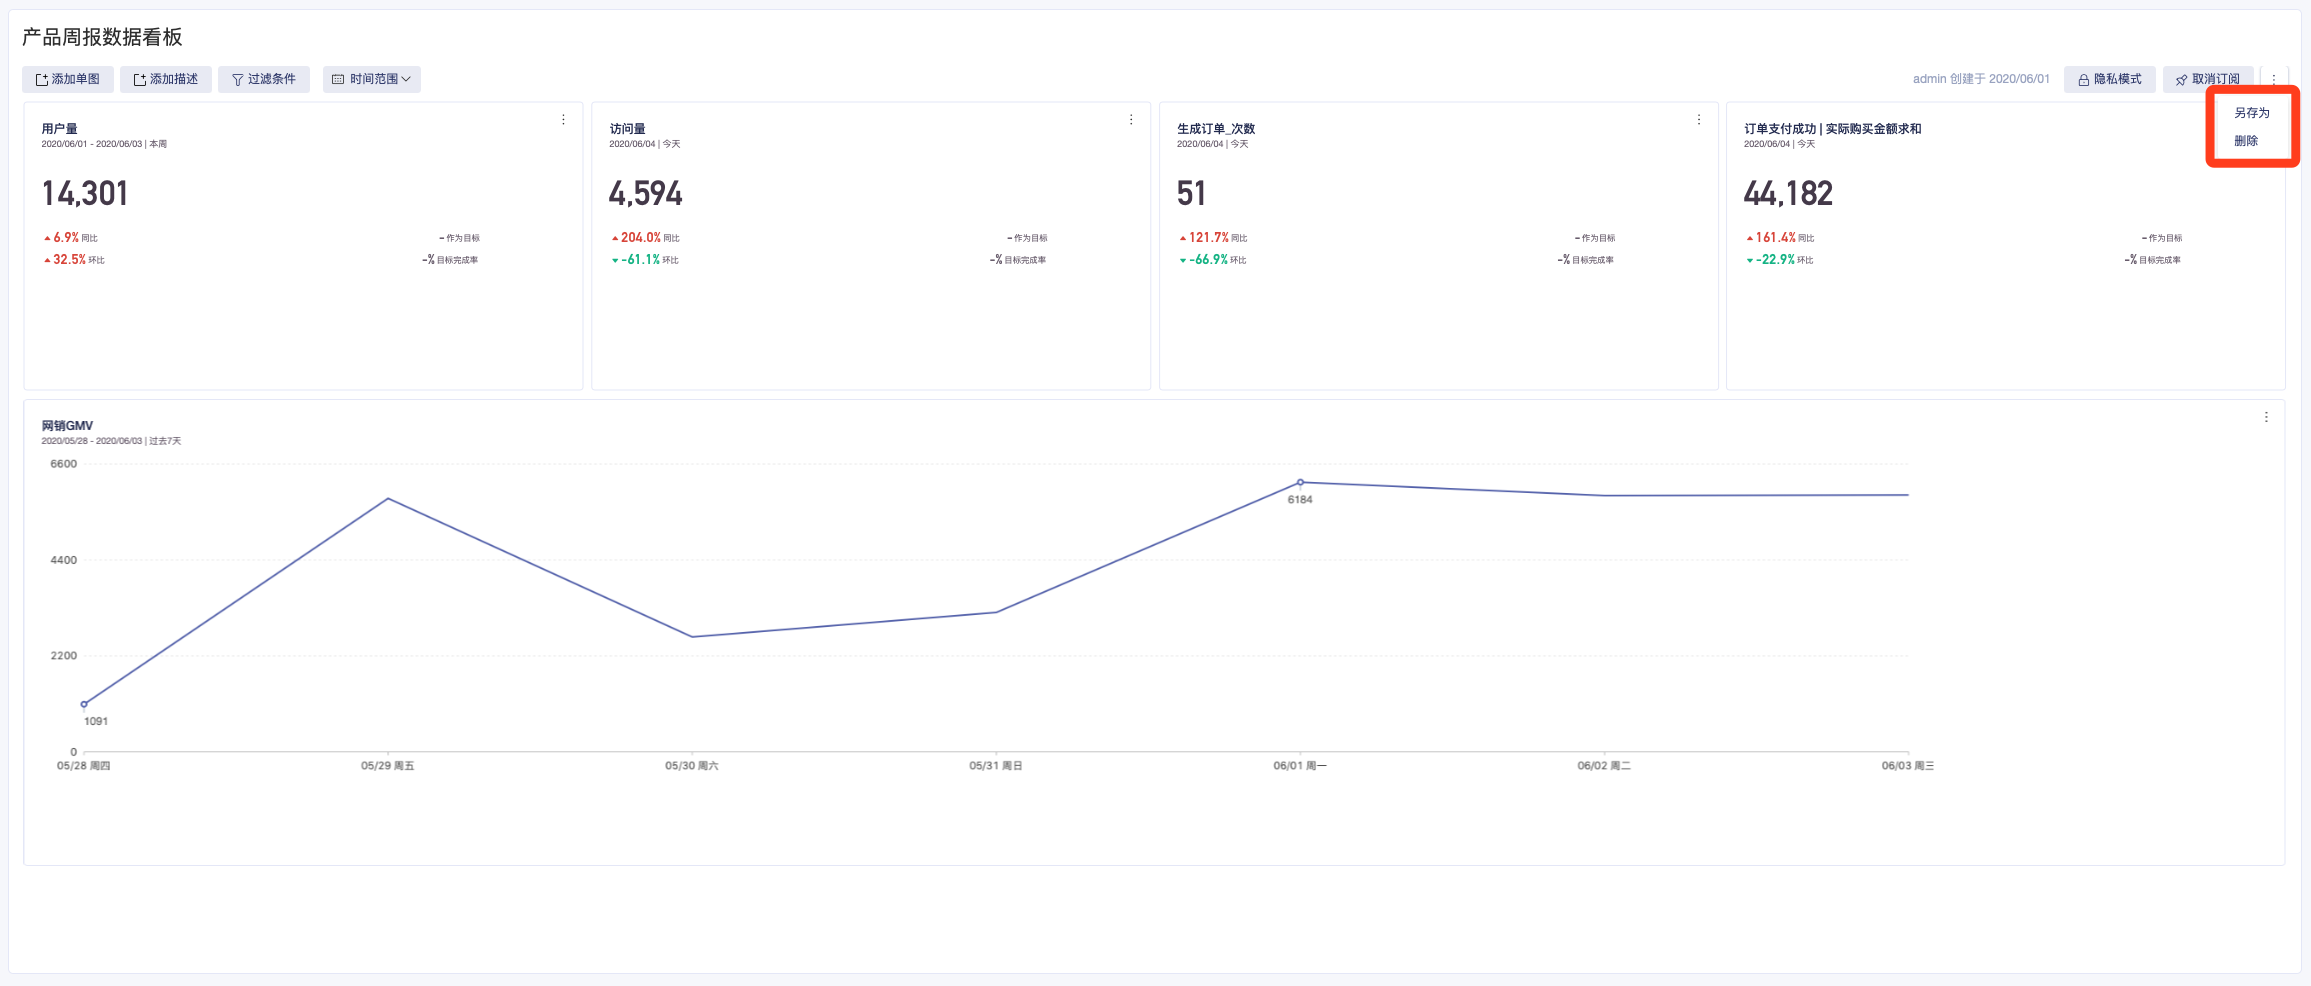 产品周报数据看板
添加单图 添加描述 过滤条件 时间范围 admin 创建于 2020/06/01 隐私模式 取消订阅
另存为
删除
用户量
2020/06/01 - 2020/06/03 | 本周
14,301
6.9% 同比 - 作为目标
32.5% 环比 -% 目标完成率
访问量
2020/06/04 | 今天
4,594
204.0% 同比 - 作为目标
-61.1% 环比 -% 目标完成率
生成订单_次数
2020/06/04 | 今天
51
121.7% 同比 - 作为目标
-66.9% 环比 -% 目标完成率
订单支付成功 | 实际购买金额求和
2020/06/04 | 今天
44,182
161.4% 同比 - 作为目标
-22.9% 环比 -% 目标完成率
网销GMV
2020/05/28 - 2020/06/03 | 过去7天
6600
6184
4400
2200
1091
0
05/28 周四 05/29 周五 05/30 周六 05/31 周日 06/01 周一 06/02 周二 06/03 周三